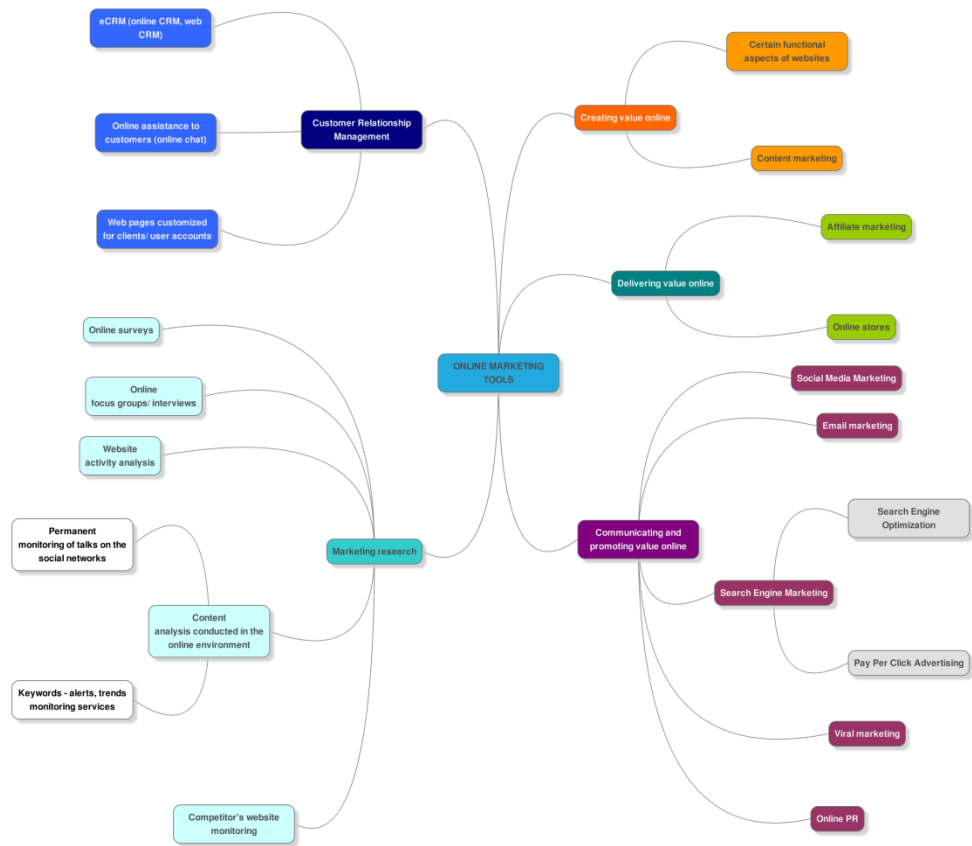 eCRM (online CRM, web
CRM)
Online assistance to
customers (online chat)
Web pages customized
for clients/ user accounts
Customer Relationship
Management
Certain functional
aspects of websites
Creating value online
Content marketing
Affiliate marketing
Delivering value online
Online stores
ONLINE MARKETING
TOOLS
Online surveys
Online
focus groups/ interviews
Website
activity analysis
Permanent
monitoring of talks on the
social networks
Marketing research
Content
analysis conducted in the
online environment
Keywords - alerts, trends
monitoring services
Competitor's website
monitoring
Social Media Marketing
Email marketing
Communicating and
promoting value online
Search Engine
Optimization
Search Engine Marketing
Pay Per Click Advertising
Viral marketing
Online PR